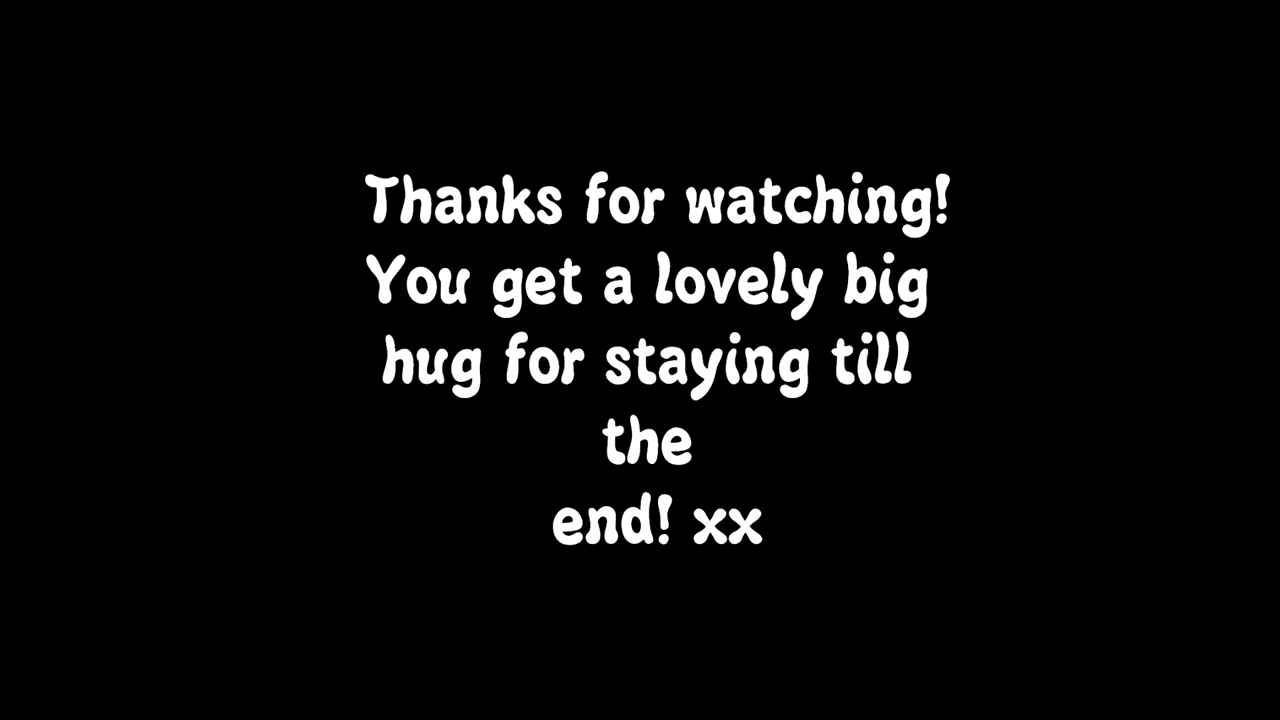 Thanks for watching!
You get a lovely big
hug for staying till
the
end! xx